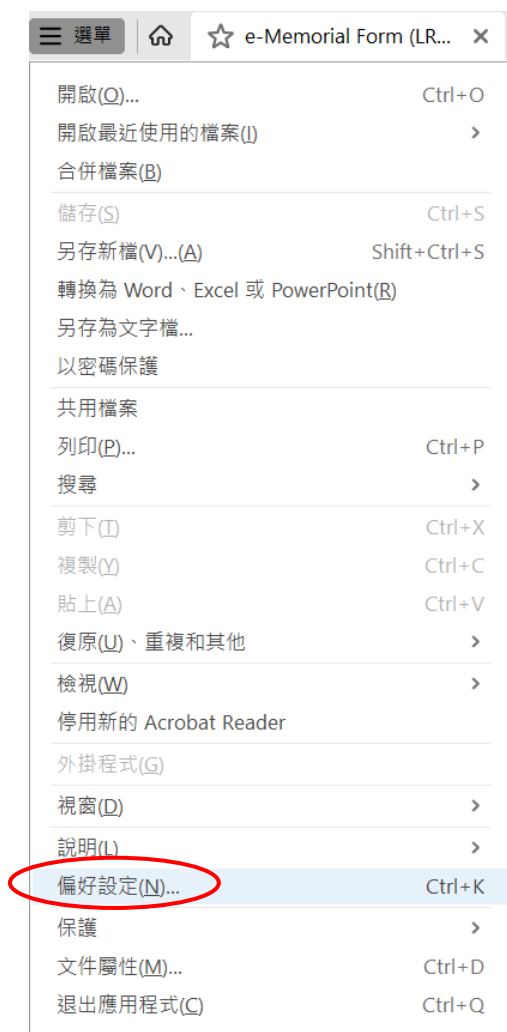 選單 e-Memorial Form (LR...
開啟(O)... Ctrl+O
開啟最近使用的檔案(I)
合併檔案(B)
儲存(S) Ctrl+S
另存新檔(V)...(A) Shift+Ctrl+S
轉換為 Word、Excel 或 PowerPoint(R)
另存為文字檔...
以密碼保護
共用檔案
列印(P)... Ctrl+P
搜尋
剪下(T) Ctrl+X
複製(Y) Ctrl+C
貼上(A) Ctrl+V
復原(U)、重複和其他
檢視(W)
停用新的 Acrobat Reader
外掛程式(G)
視窗(D)
說明(L)
偏好設定(N)... Ctrl+K
保護
文件屬性(M)... Ctrl+D
退出應用程式(C) Ctrl+Q